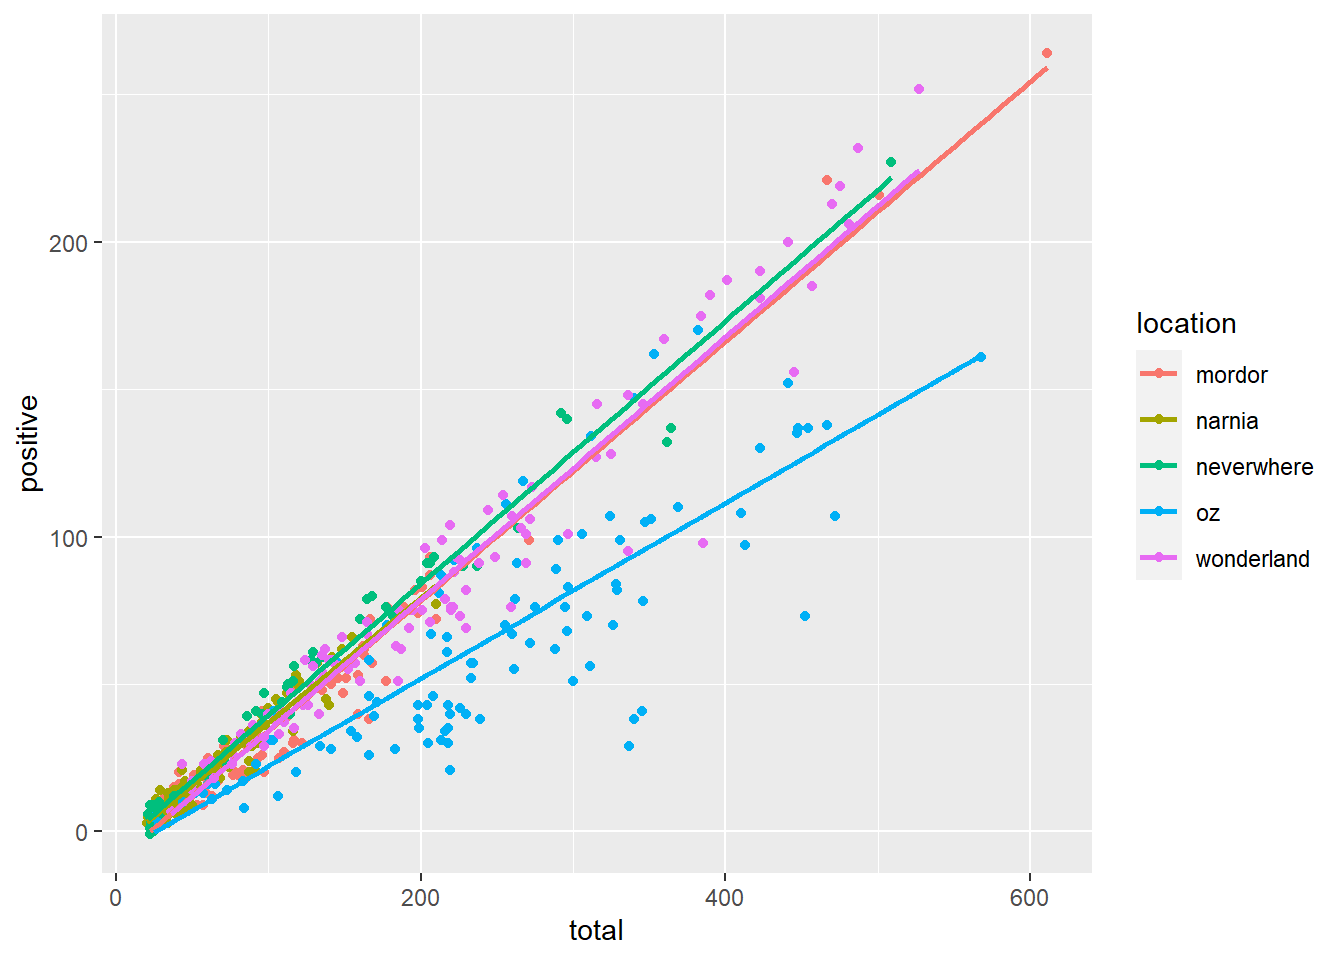 positive
200
100
0
0
200
400
600
total
location
mordor
narnia
neverwhere
oz
wonderland